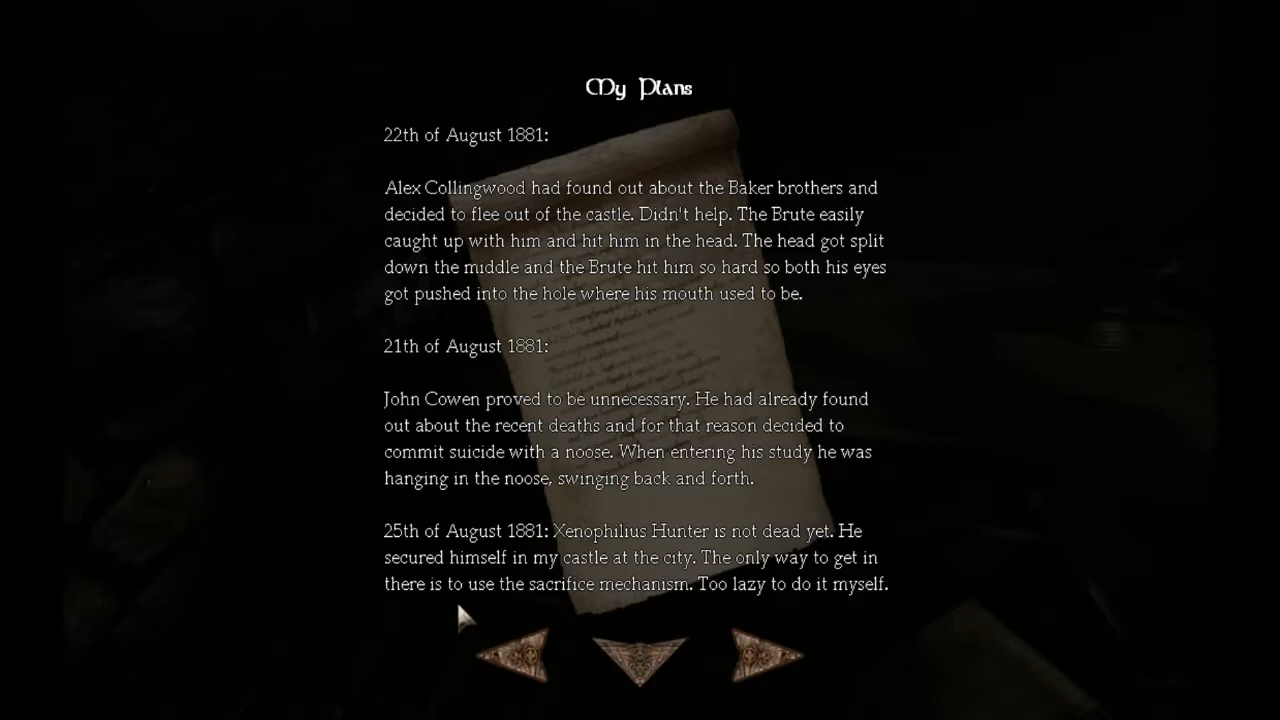 My Plans
22th of August 1881:
Alex Collingwood had found out about the Baker brothers and
decided to flee out of the castle. Didn't help. The Brute easily
caught up with him and hit him in the head. The head got split
down the middle and the Brute hit him so hard so both his eyes
got pushed into the hole where his mouth used to be.
21th of August 1881:
John Cowen proved to be unnecessary. He had already found
out about the recent deaths and for that reason decided to
commit suicide with a noose. When entering his study he was
hanging in the noose, swinging back and forth.
25th of August 1881: Xenophilius Hunter is not dead yet. He
secured himself in my castle at the city. The only way to get in
there is to use the sacrifice mechanism. Too lazy to do it myself.